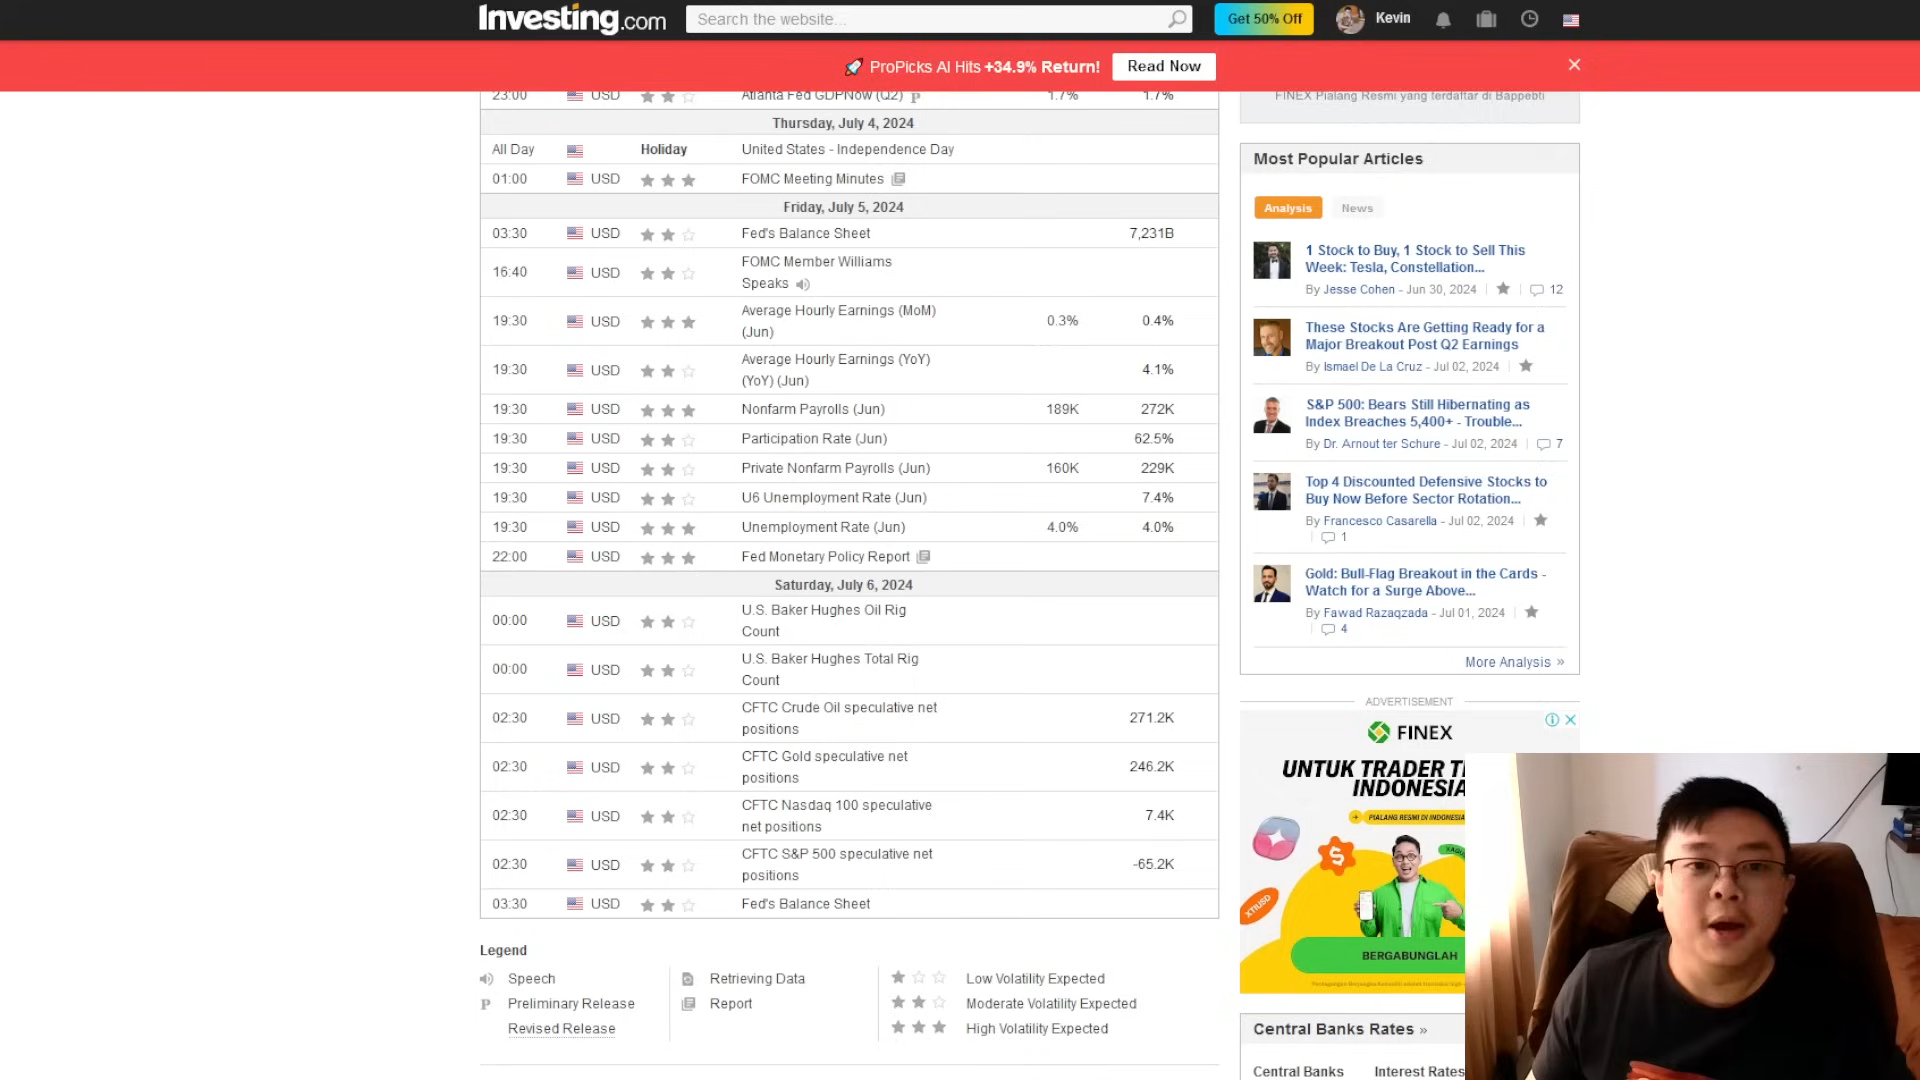 Investing.com
Search the website...
Get 50% Off
Kevin
ProPicks AI Hits +34.9% Return!
Read Now
23:00 USD Atlanta Fed GDPNow (Q2) P 1.7% 1.7%
FINEX Pialang Resmi yang terdaftar di Bappebti
Thursday, July 4, 2024
All Day Holiday United States - Independence Day
01:00 USD FOMC Meeting Minutes
Friday, July 5, 2024
03:30 USD Fed's Balance Sheet 7,231B
16:40 USD FOMC Member Williams
Speaks
19:30 USD Average Hourly Earnings (MoM)
(Jun) 0.3% 0.4%
19:30 USD Average Hourly Earnings (YoY)
(YoY) (Jun) 4.1%
19:30 USD Nonfarm Payrolls (Jun) 189K 272K
19:30 USD Participation Rate (Jun) 62.5%
19:30 USD Private Nonfarm Payrolls (Jun) 160K 229K
19:30 USD U6 Unemployment Rate (Jun) 7.4%
19:30 USD Unemployment Rate (Jun) 4.0% 4.0%
22:00 USD Fed Monetary Policy Report
Saturday, July 6, 2024
00:00 USD U.S. Baker Hughes Oil Rig
Count
00:00 USD U.S. Baker Hughes Total Rig
Count
02:30 USD CFTC Crude Oil speculative net
positions 271.2K
02:30 USD CFTC Gold speculative net
positions 246.2K
02:30 USD CFTC Nasdaq 100 speculative
net positions 7.4K
02:30 USD CFTC S&P 500 speculative net
positions -65.2K
03:30 USD Fed's Balance Sheet
Legend
Speech
P Preliminary Release
Revised Release
Retrieving Data
Report
Low Volatility Expected
Moderate Volatility Expected
High Volatility Expected
Most Popular Articles
Analysis
News
1 Stock to Buy, 1 Stock to Sell This
Week: Tesla, Constellation...
By Jesse Cohen - Jun 30, 2024 12
These Stocks Are Getting Ready for a
Major Breakout Post Q2 Earnings
By Ismael De La Cruz - Jul 02, 2024
S&P 500: Bears Still Hibernating as
Index Breaches 5,400+ - Trouble...
By Dr. Arnout ter Schure - Jul 02, 2024 7
Top 4 Discounted Defensive Stocks to
Buy Now Before Sector Rotation...
By Francesco Casarella - Jul 02, 2024
1
Gold: Bull-Flag Breakout in the Cards -
Watch for a Surge Above...
By Fawad Razaqzada - Jul 01, 2024
4
More Analysis »
ADVERTISEMENT
FINEX
UNTUK TRADER T
INDONESIA
PIALANG RESMI DI INDONESIA
XTIUSD
BERGABUNGLAH
Central Banks Rates »
Central Banks Interest Rates